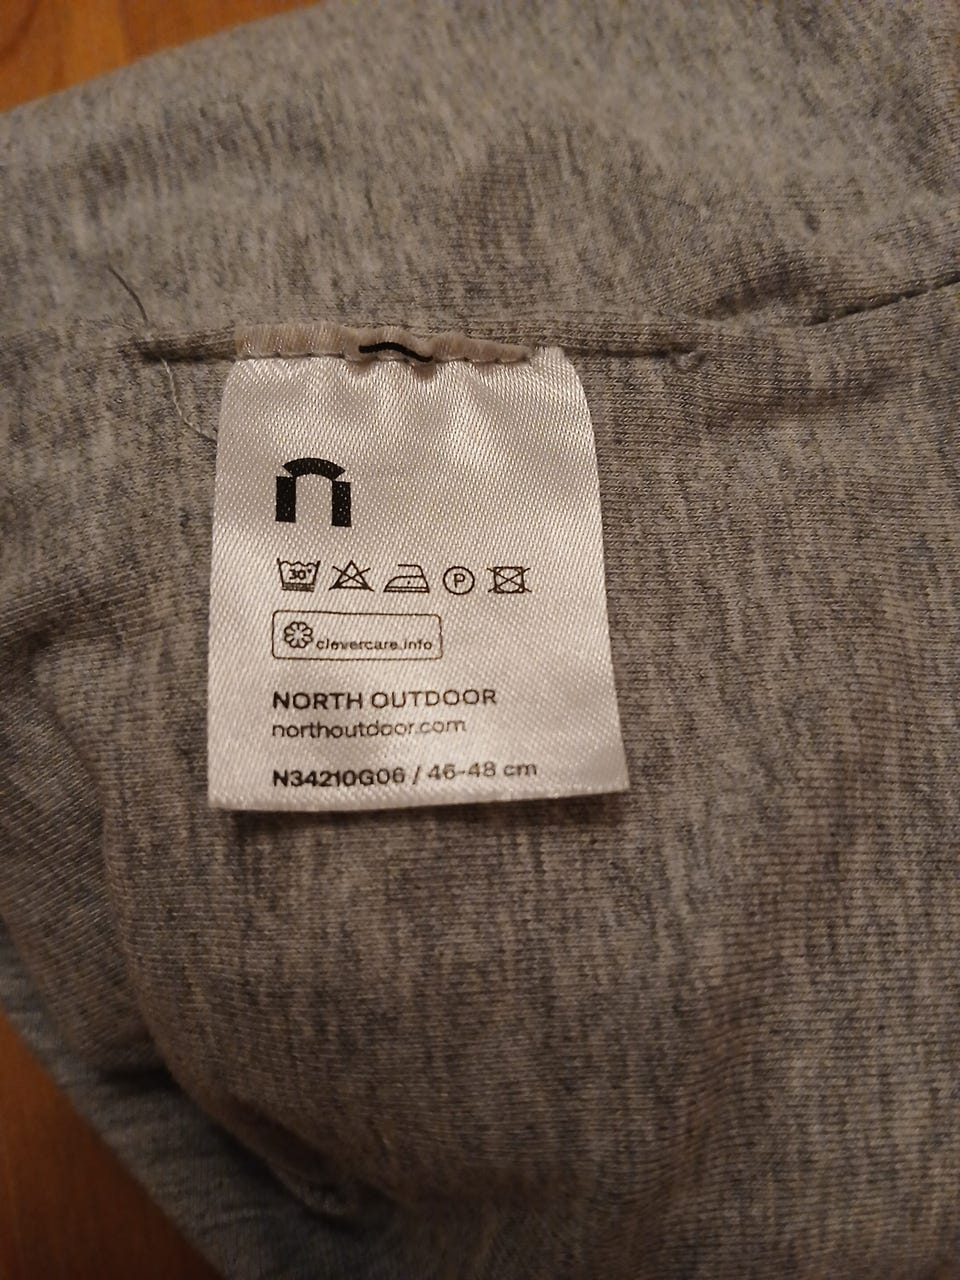 30°
P
clevercare.info
NORTH OUTDOOR
northoutdoor.com
N34210G06 / 46-48 cm